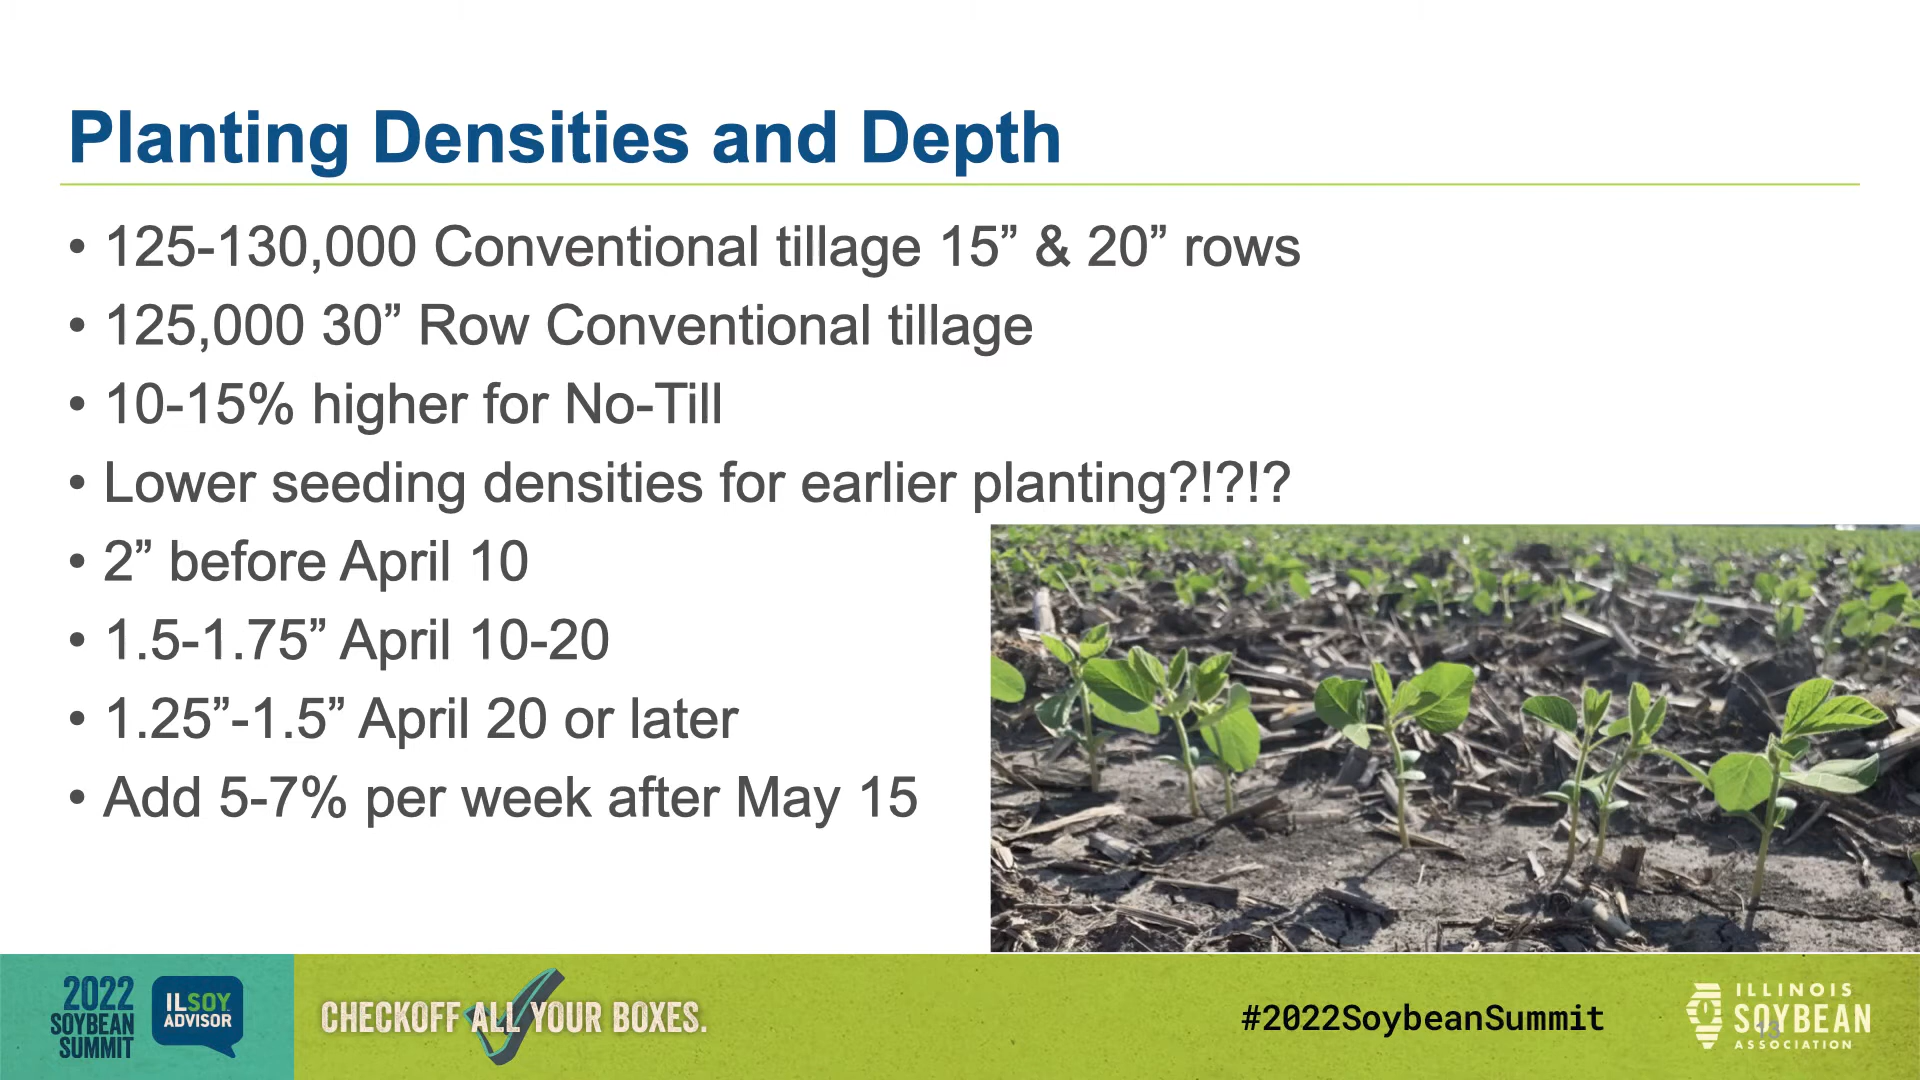 Planting Densities and Depth
• 125-130,000 Conventional tillage 15” & 20” rows
• 125,000 30” Row Conventional tillage
• 10-15% higher for No-Till
• Lower seeding densities for earlier planting?!?!?
• 2” before April 10
• 1.5-1.75” April 10-20
• 1.25”-1.5” April 20 or later
• Add 5-7% per week after May 15
2022
SOYBEAN
SUMMIT
ILSOY
ADVISOR
CHECKOFF ALL YOUR BOXES.
#2022SoybeanSummit
ILLINOIS
SOYBEAN
ASSOCIATION